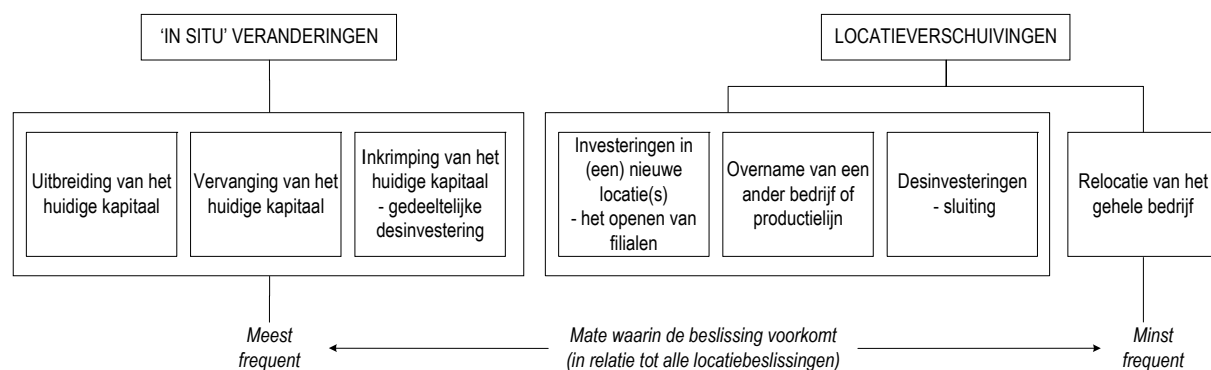 ‘IN SITU’ VERANDERINGEN
LOCATIEVERSCHUIVINGEN
Uitbreiding van het
huidige kapitaal
Vervanging van het
huidige kapitaal
Inkrimping van het
huidige kapitaal
- gedeeltelijke
desinvestering
Investeringen in
(een) nieuwe
locatie(s)
- het openen van
filialen
Overname van een
ander bedrijf of
productielijn
Desinvesteringen
- sluiting
Relocatie van het
gehele bedrijf
Meest
frequent
Mate waarin de beslissing voorkomt
(in relatie tot alle locatiebeslissingen)
Minst
frequent